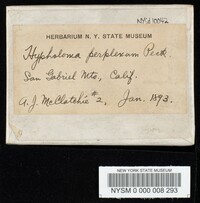 NYSf10092
HERBARIUM N. Y. STATE MUSEUM
Hypholoma perplexum Peck.
San Gabriel Mts, Calif.
A. J. McClatchie #2, Jan. 1893.
NEW YORK STATE MUSEUM
NYSM 0 000 008 293